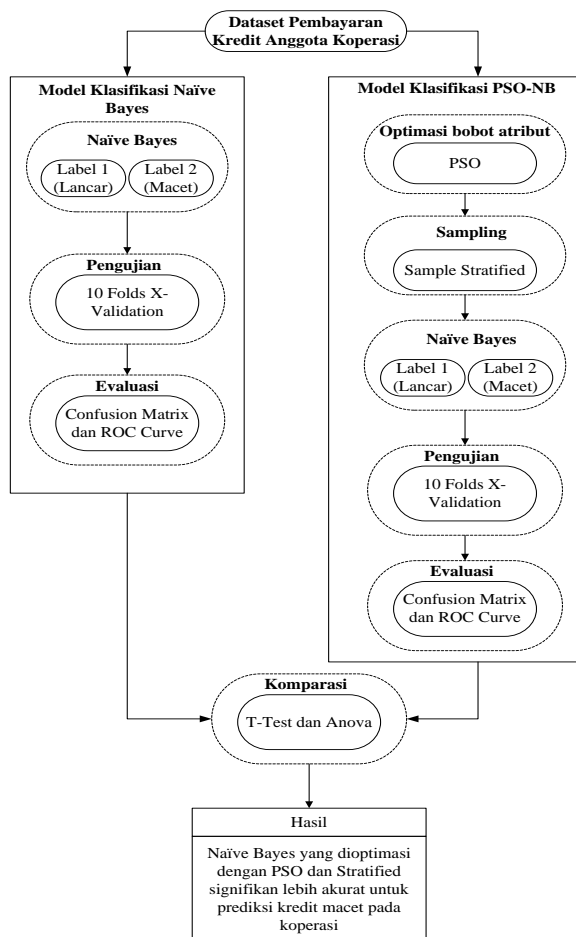 Dataset Pembayaran
Kredit Anggota Koperasi
Model Klasifikasi Naïve
Bayes
Naïve Bayes
Label 1
(Lancar)
Label 2
(Macet)
Pengujian
10 Folds X-
Validation
Evaluasi
Confusion Matrix
dan ROC Curve
Model Klasifikasi PSO-NB
Optimasi bobot atribut
PSO
Sampling
Sample Stratified
Naïve Bayes
Label 1
(Lancar)
Label 2
(Macet)
Pengujian
10 Folds X-
Validation
Evaluasi
Confusion Matrix
dan ROC Curve
Komparasi
T-Test dan Anova
Hasil
Naïve Bayes yang dioptimasi
dengan PSO dan Stratified
signifikan lebih akurat untuk
prediksi kredit macet pada
koperasi